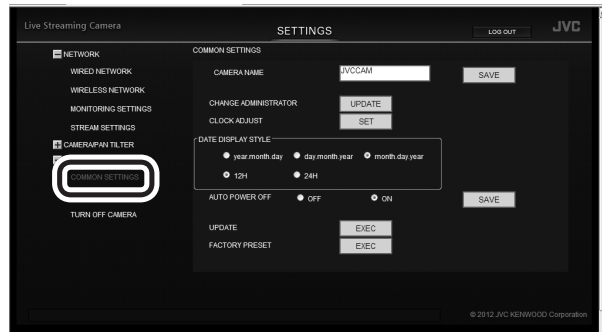 Live Streaming Camera
SETTINGS
LOG OUT
JVC
NETWORK
WIRED NETWORK
WIRELESS NETWORK
MONITORING SETTINGS
STREAM SETTINGS
CAMERA/PAN TILTER
COMMON SETTINGS
TURN OFF CAMERA
COMMON SETTINGS
CAMERA NAME JVCCAM SAVE
CHANGE ADMINISTRATOR UPDATE
CLOCK ADJUST SET
DATE DISPLAY STYLE
year.month.day day.month.year month.day.year
12H 24H
AUTO POWER OFF OFF ON SAVE
UPDATE EXEC
FACTORY PRESET EXEC
© 2012 JVC KENWOOD Corporation